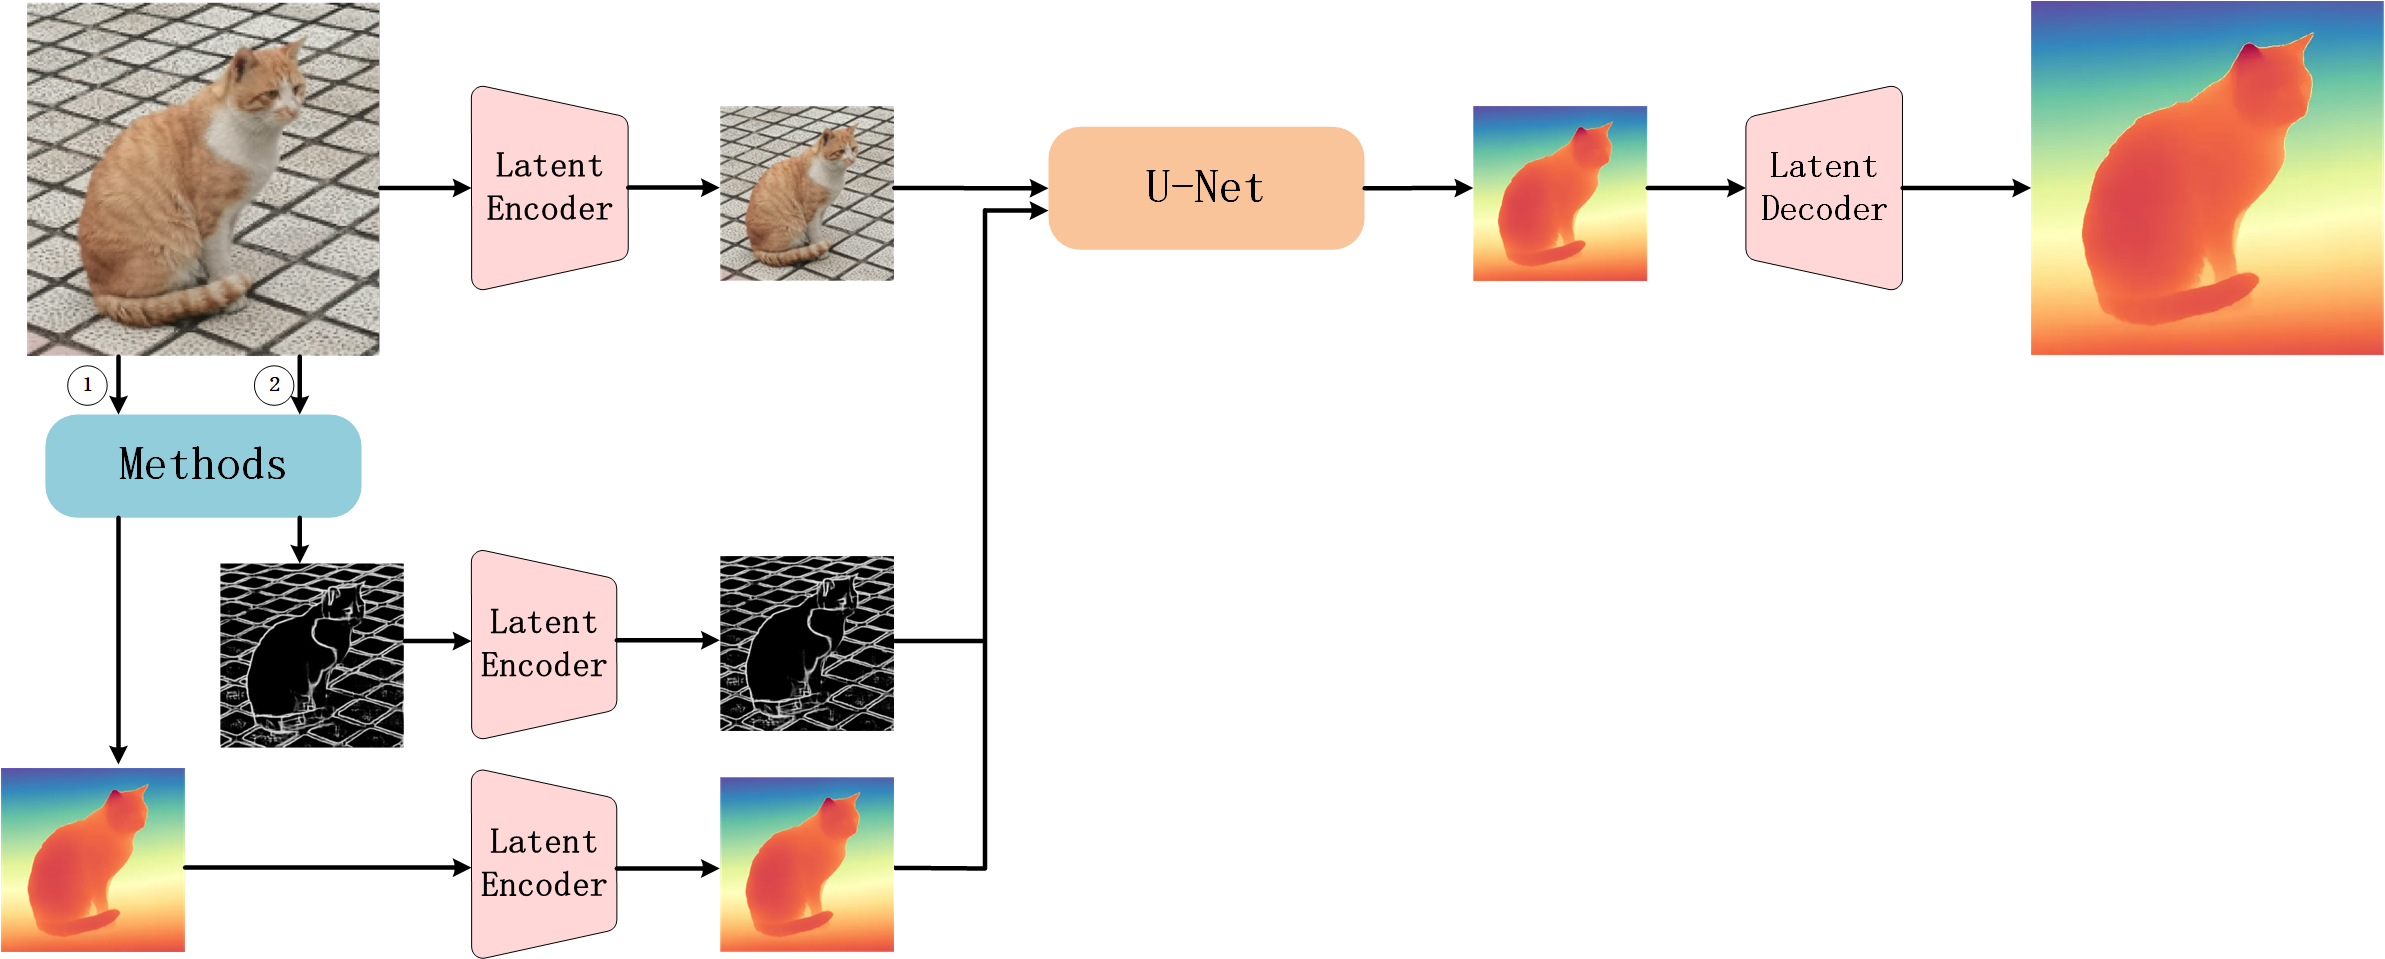 Latent
Encoder
U-Net
Latent
Decoder
1
2
Methods
Latent
Encoder
Latent
Encoder